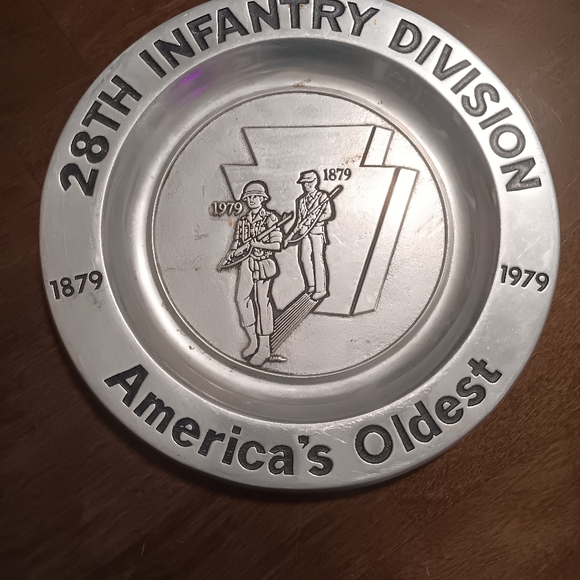 28TH INFANTRY DIVISION
1879
1979
1879
1979
America's Oldest